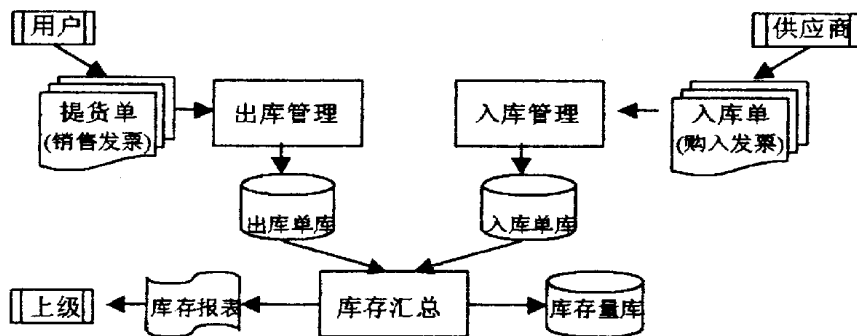 用户
供应商
提货单
(销售发票)
出库管理
入库管理
入库单
(购入发票)
出库单库
入库单库
上级
库存报表
库存汇总
库存量库